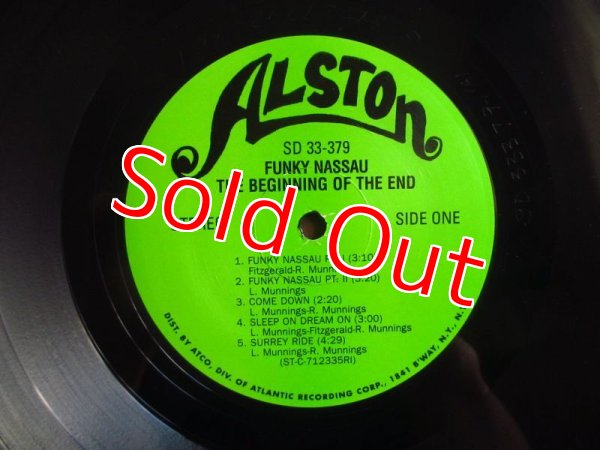 ALSTON
SD 33-379
FUNKY NASSAU
THE BEGINNING OF THE END
Sold Out
SIDE ONE
1. FUNKY NASSAU I (3:10)
Fitzgerald-R. Munnings
2. FUNKY NASSAU PT. II (3:20)
L. Munnings
3. COME DOWN (2:20)
L. Munnings-R. Munnings
4. SLEEP ON DREAM ON (3:00)
L. Munnings-Fitzgerald-R. Munnings
5. SURREY RIDE (4:29)
L. Munnings-R. Munnings
(ST-C-712335RI)
DIST. BY ATCO, DIV. OF ATLANTIC RECORDING CORP., 1841 B'WAY, N.Y., N.